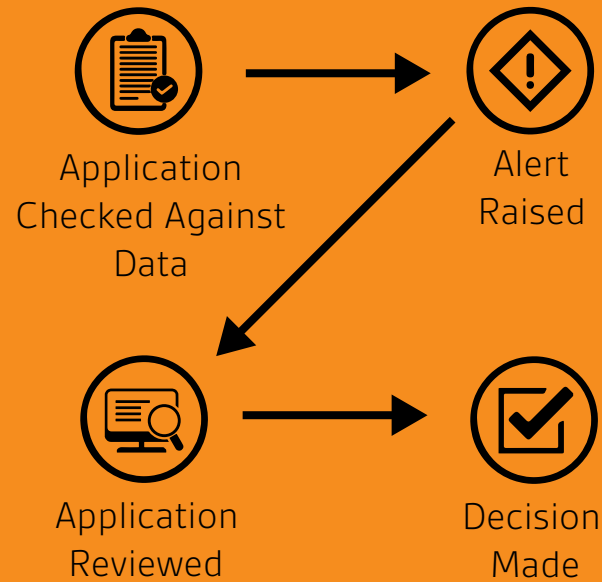 Application
Checked Against
Data
Alert
Raised
Application
Reviewed
Decision
Made